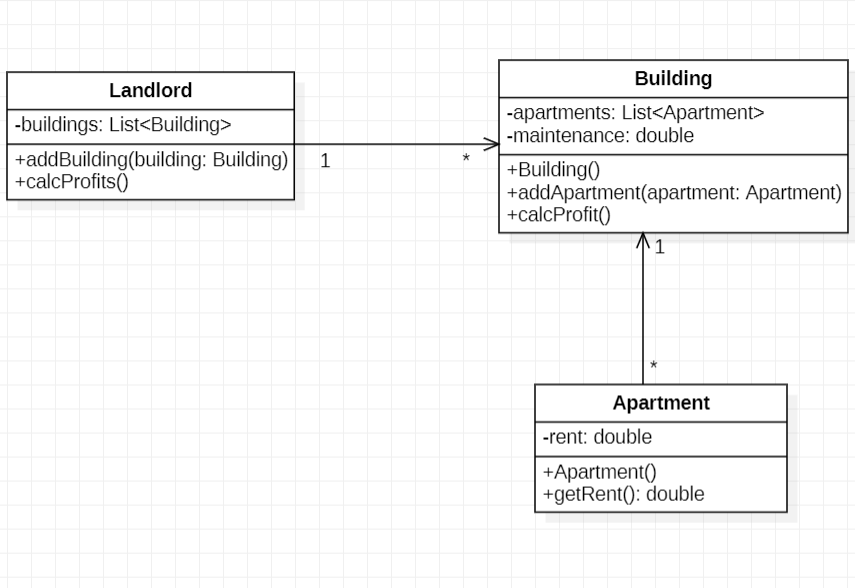 Landlord
-buildings: List<Building>
+addBuilding(building: Building)
+calcProfits()
1
*
Building
-apartments: List<Apartment>
-maintenance: double
+Building()
+addApartment(apartment: Apartment)
+calcProfit()
1
*
Apartment
-rent: double
+Apartment()
+getRent(): double